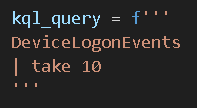 kql_query = f'''
DeviceLogonEvents
| take 10
'''